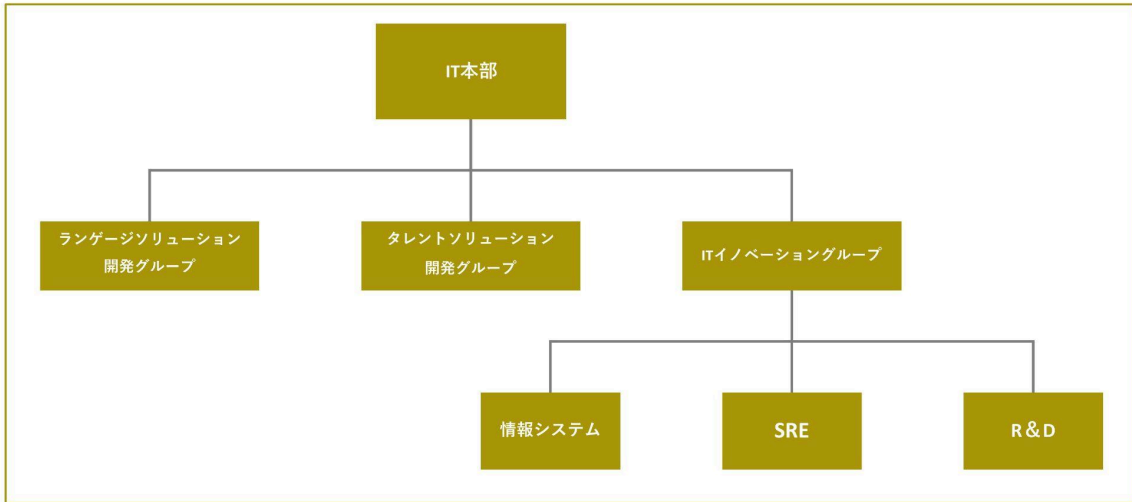 IT本部
ランゲージソリューション
開発グループ
タレントソリューション
開発グループ
ITイノベーショングループ
情報システム
SRE
R&D